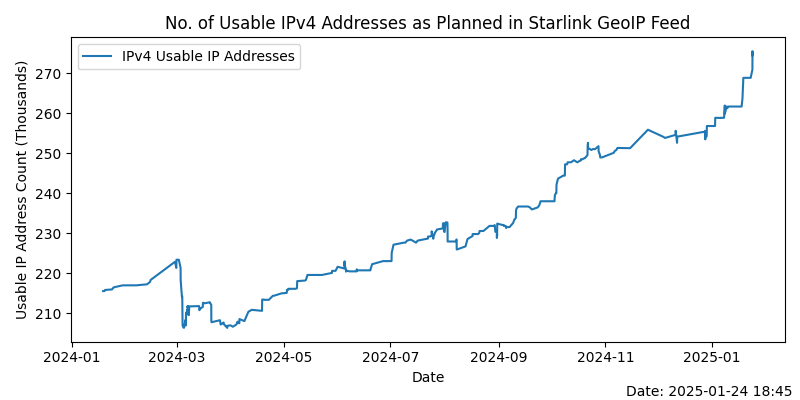 No. of Usable IPv4 Addresses as Planned in Starlink GeoIP Feed
IPv4 Usable IP Addresses
Usable IP Address Count (Thousands)
270
260
250
240
230
220
210
2024-01 2024-03 2024-05 2024-07 2024-09 2024-11 2025-01
Date
Date: 2025-01-24 18:45